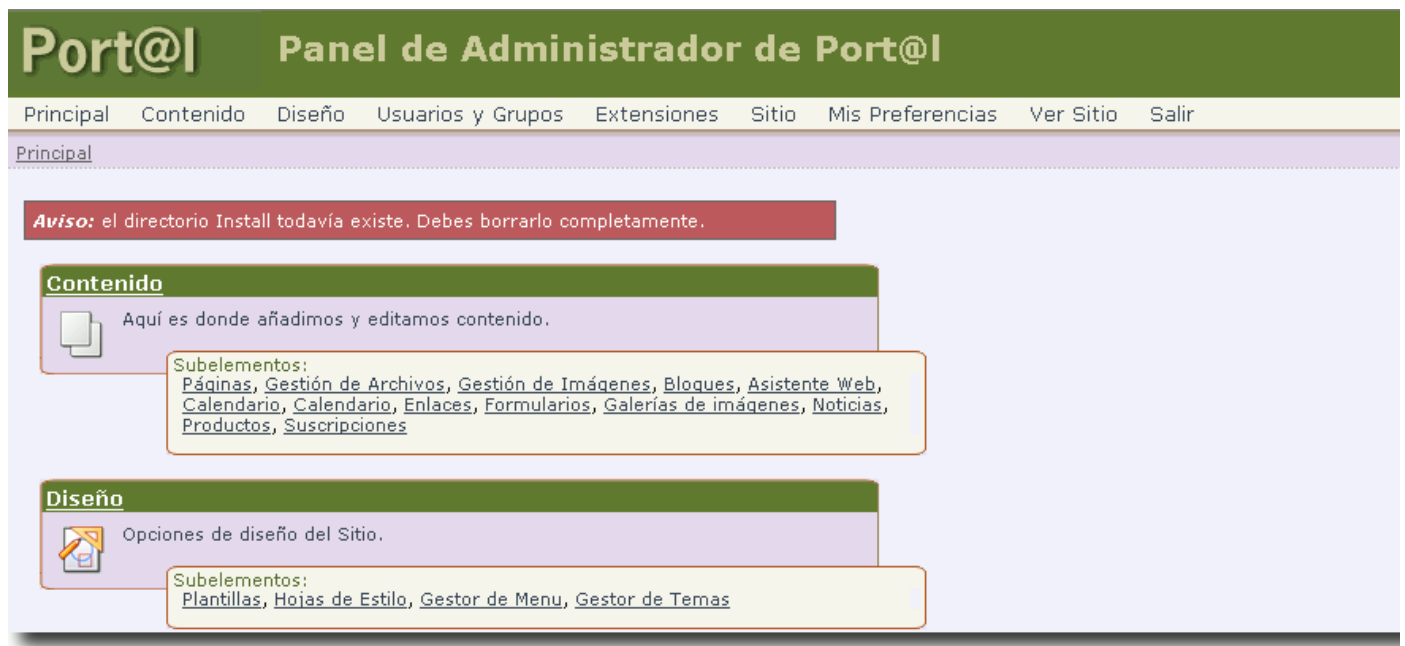 Port@l Panel de Administrador de Port@l
Principal Contenido Diseño Usuarios y Grupos Extensiones Sitio Mis Preferencias Ver Sitio Salir
Principal
Aviso: el directorio Install todavía existe. Debes borrarlo completamente.
Contenido
Aquí es donde añadimos y editamos contenido.
Subelementos:
Páginas, Gestión de Archivos, Gestión de Imágenes, Bloques, Asistente Web,
Calendario, Calendario, Enlaces, Formularios, Galerías de imágenes, Noticias,
Productos, Suscripciones
Diseño
Opciones de diseño del Sitio.
Subelementos:
Plantillas, Hojas de Estilo, Gestor de Menu, Gestor de Temas